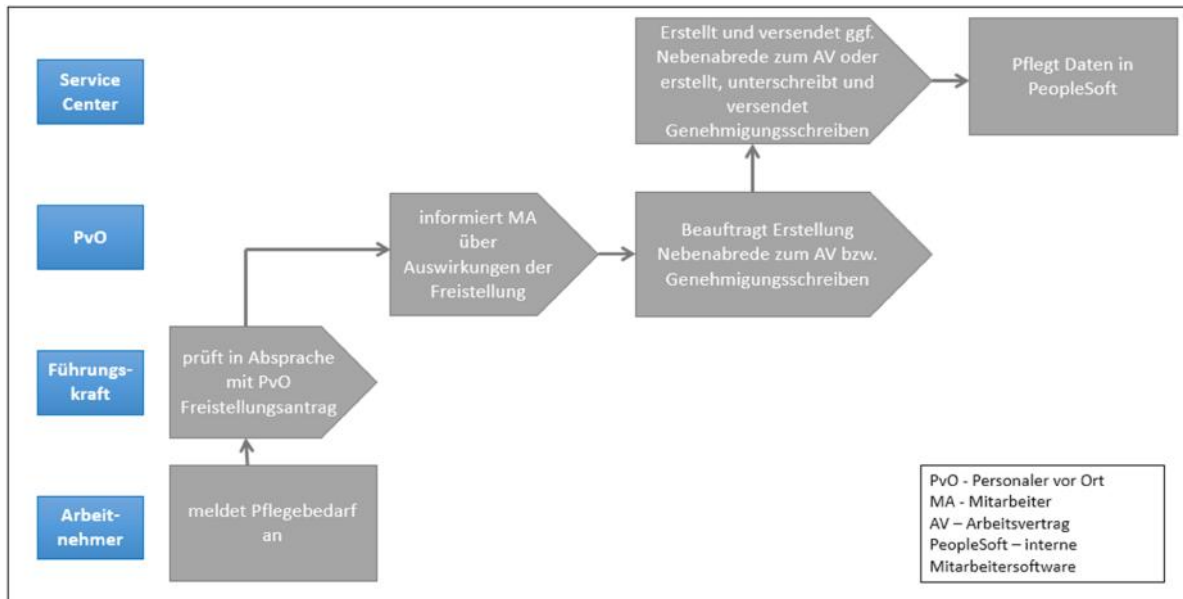 Service
Center
Erstellt und versendet ggf.
Nebenabrede zum AV oder
erstellt, unterschreibt und
versendet
Genehmigungsschreiben
Pflegt Daten in
PeopleSoft
PvO
informiert MA
über
Auswirkungen der
Freistellung
Beauftragt Erstellung
Nebenabrede zum AV bzw.
Genehmigungsschreiben
Führungs-
kraft
prüft in Absprache
mit PvO
Freistellungsantrag
Arbeit-
nehmer
meldet Pflegebedarf
an
PvO - Personaler vor Ort
MA - Mitarbeiter
AV – Arbeitsvertrag
PeopleSoft – interne
Mitarbeitersoftware